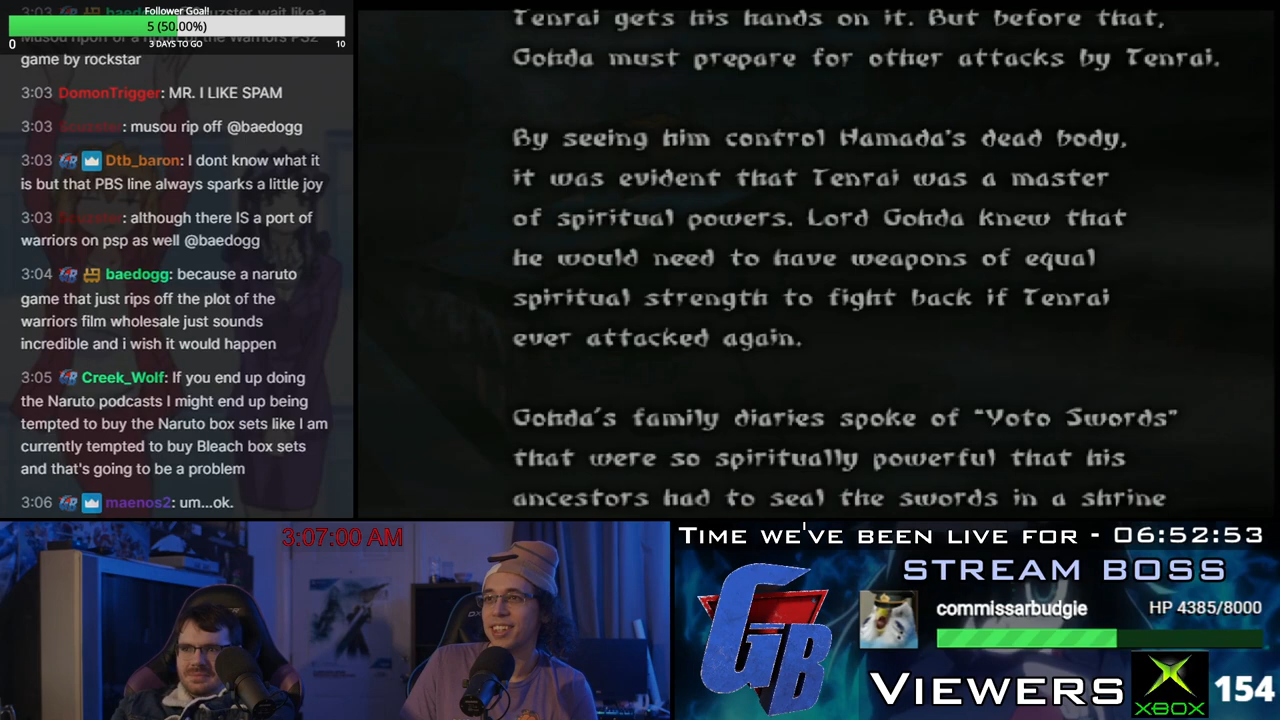 Follower Goal!
5 (50.00%)
0
3 DAYS TO GO
10
game by rockstar
3:03 DomonTrigger: MR. I LIKE SPAM
3:03 musou rip off @baedogg
3:03 Dtb_baron: I dont know what it
is but that PBS line always sparks a little joy
3:03 although there IS a port of
warriors on psp as well @baedogg
3:04 baedogg: because a naruto
game that just rips off the plot of the
warriors film wholesale just sounds
incredible and i wish it would happen
3:05 Creek_Wolf: If you end up doing
the Naruto podcasts I might end up being
tempted to buy the Naruto box sets like I am
currently tempted to buy Bleach box sets
and that's going to be a problem
3:06 maenos2: um...ok.
Tenrai gets his hands on it. But before that,
Gohda must prepare for other attacks by Tenrai.
By seeing him control Hamada's dead body,
it was evident that Tenrai was a master
of spiritual powers. Lord Gohda knew that
he would need to have weapons of equal
spiritual strength to fight back if Tenrai
ever attacked again.
Gohda's family diaries spoke of "Yoto Swords"
that were so spiritually powerful that his
ancestors had to seal the swords in a shrine
3:07:00 AM
TIME WE'VE BEEN LIVE FOR - 06:52:53
STREAM BOSS
commissarbudgie HP 4385/8000
GB
VIEWERS XBOX 154